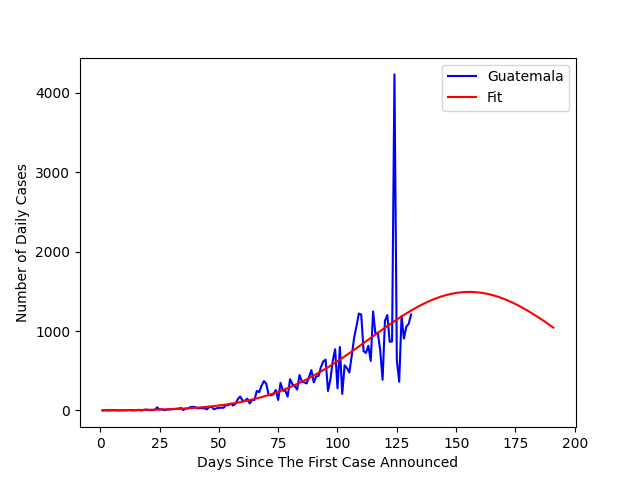 Guatemala
Fit
Number of Daily Cases
4000
3000
2000
1000
0
0 25 50 75 100 125 150 175 200
Days Since The First Case Announced